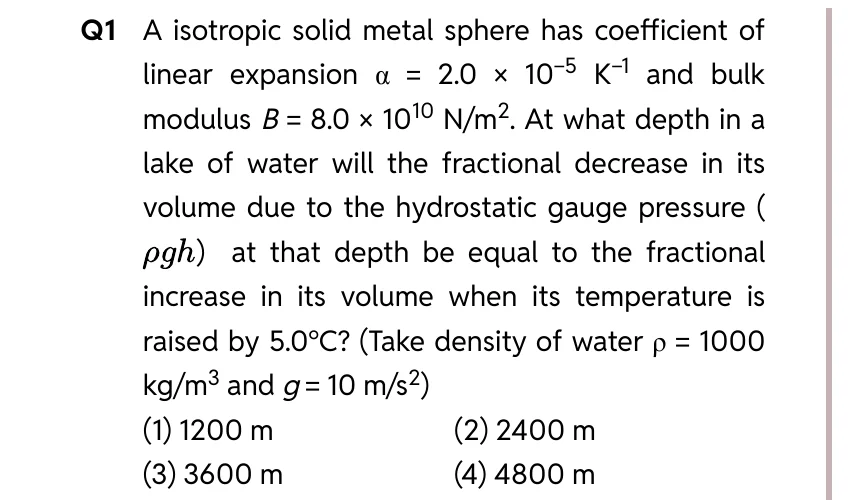 Q1 A isotropic solid metal sphere has coefficient of
linear expansion α = 2.0 × 10⁻⁵ K⁻¹ and bulk
modulus B = 8.0 × 10¹⁰ N/m². At what depth in a
lake of water will the fractional decrease in its
volume due to the hydrostatic gauge pressure (
ρgh) at that depth be equal to the fractional
increase in its volume when its temperature is
raised by 5.0°C? (Take density of water ρ = 1000
kg/m³ and g = 10 m/s²)
(1) 1200 m (2) 2400 m
(3) 3600 m (4) 4800 m